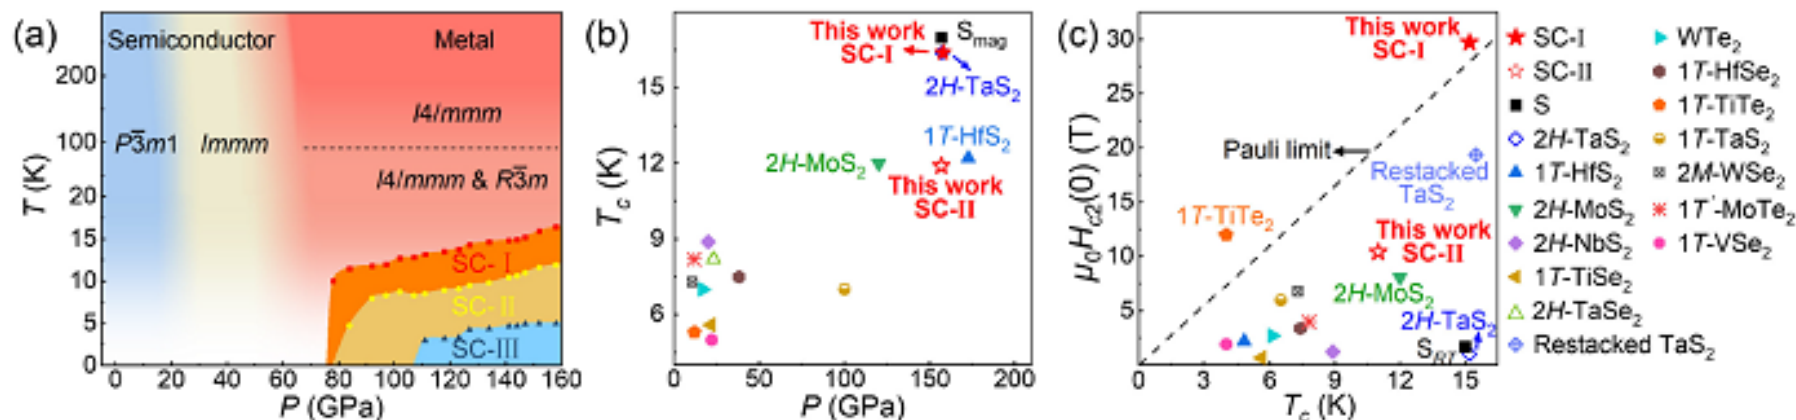 (a)
Semiconductor
Metal
I4/mmm
P3̅m1
Immm
I4/mmm & R3̅m
SC- I
SC- II
SC-III
200
100
20
15
10
5
0
T (K)
0 20 40 60 80 100 120 140 160
P (GPa)
(b)
This work
SC-I
S_mag
2H-TaS₂
1T-HfS₂
2H-MoS₂
This work
SC-II
15
12
9
6
T_c (K)
0 50 100 150 200
P (GPa)
(c)
This work
SC-I
Pauli limit
Restacked
TaS₂
1T-TiTe₂
This work
SC-II
2H-MoS₂
2H-TaS₂
S_RT
30
25
20
15
10
5
0
μ₀H_c2(0) (T)
0 3 6 9 12 15
T_c (K)
SC-I
SC-II
S
2H-TaS₂
1T-HfS₂
2H-MoS₂
2H-NbS₂
1T-TiSe₂
2H-TaSe₂
Restacked TaS₂
WTe₂
1T-HfSe₂
1T-TiTe₂
1T-TaS₂
2M-WSe₂
1T'-MoTe₂
1T-VSe₂